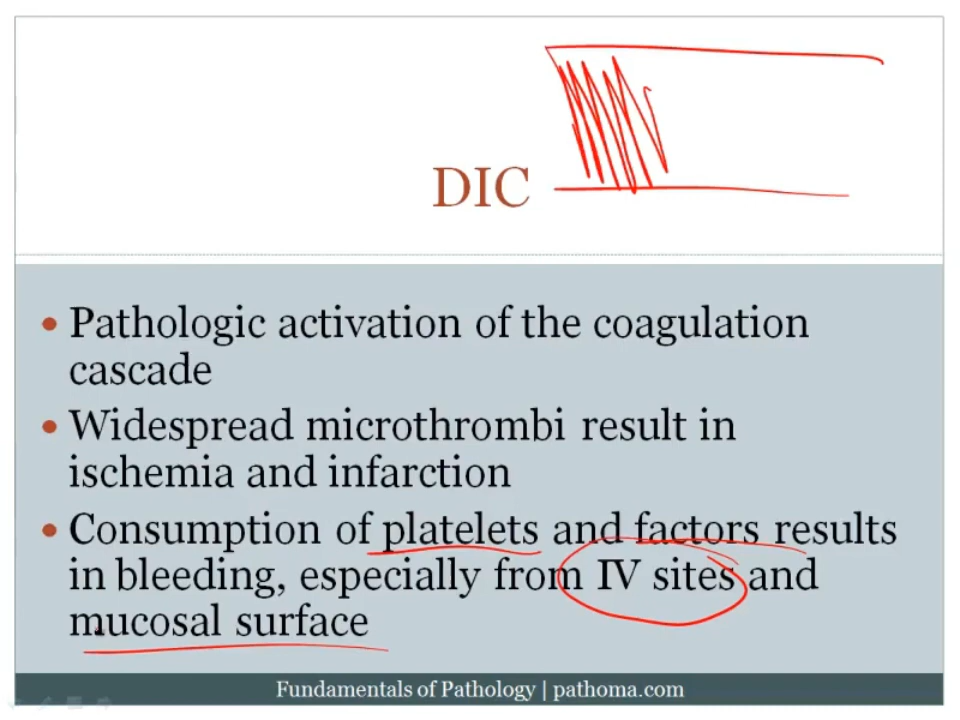 DIC
• Pathologic activation of the coagulation
cascade
• Widespread microthrombi result in
ischemia and infarction
• Consumption of platelets and factors results
in bleeding, especially from IV sites and
mucosal surface
Fundamentals of Pathology | pathoma.com